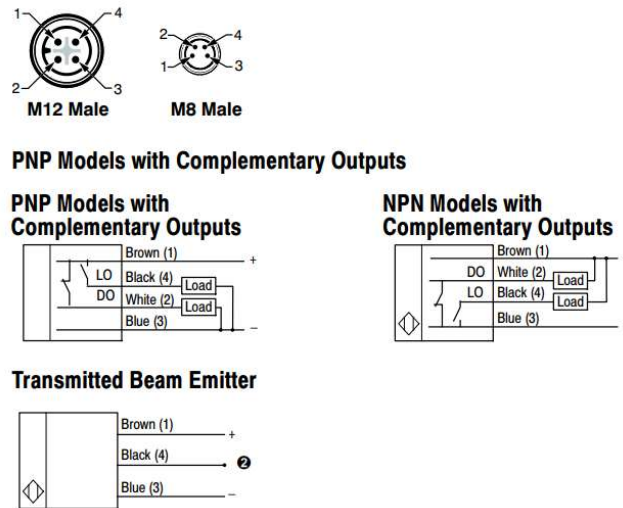 1 4
2 3
M12 Male
2 4
1 3
M8 Male
PNP Models with Complementary Outputs
PNP Models with
Complementary Outputs
Brown (1)
+
LO Black (4) Load
DO White (2) Load
Blue (3)
–
NPN Models with
Complementary Outputs
Brown (1)
DO White (2) Load
LO Black (4) Load
Blue (3)
Transmitted Beam Emitter
Brown (1)
+
Black (4) ❷
Blue (3)
–